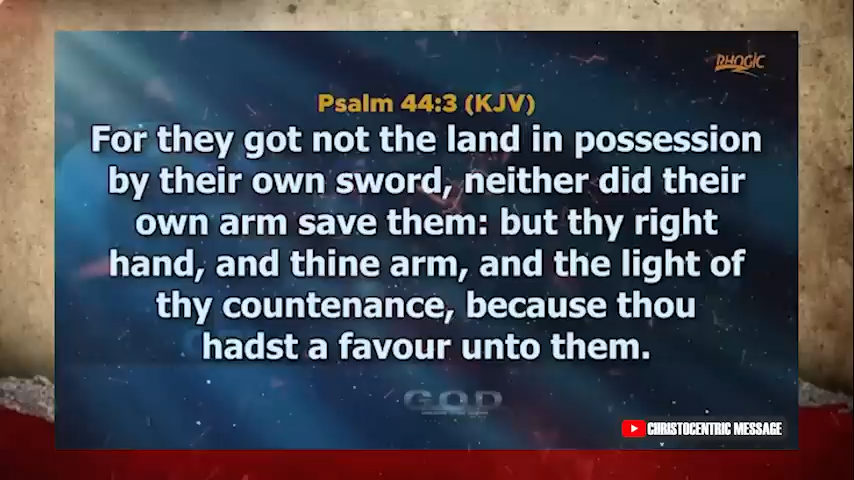 RHOGIC
Psalm 44:3 (KJV)
For they got not the land in possession
by their own sword, neither did their
own arm save them: but thy right
hand, and thine arm, and the light of
thy countenance, because thou
hadst a favour unto them.
G.O.D
CHRISTOCENTRIC MESSAGE